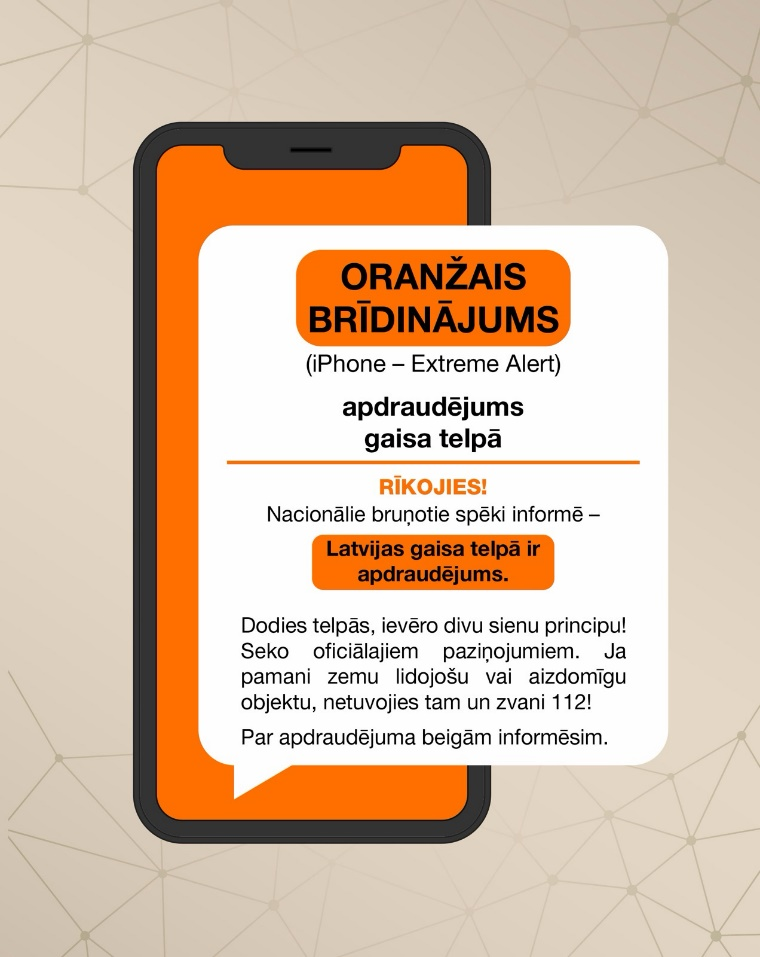 ORANŽAIS
BRĪDINĀJUMS
(iPhone – Extreme Alert)
apdraudējums
gaisa telpā
RĪKOJIES!
Nacionālie bruņotie spēki informē –
Latvijas gaisa telpā ir
apdraudējums.
Dodies telpās, ievēro divu sienu principu!
Seko oficiālajiem paziņojumiem. Ja
pamani zemu lidojošu vai aizdomīgu
objektu, netuvojies tam un zvani 112!
Par apdraudējuma beigām informēsim.